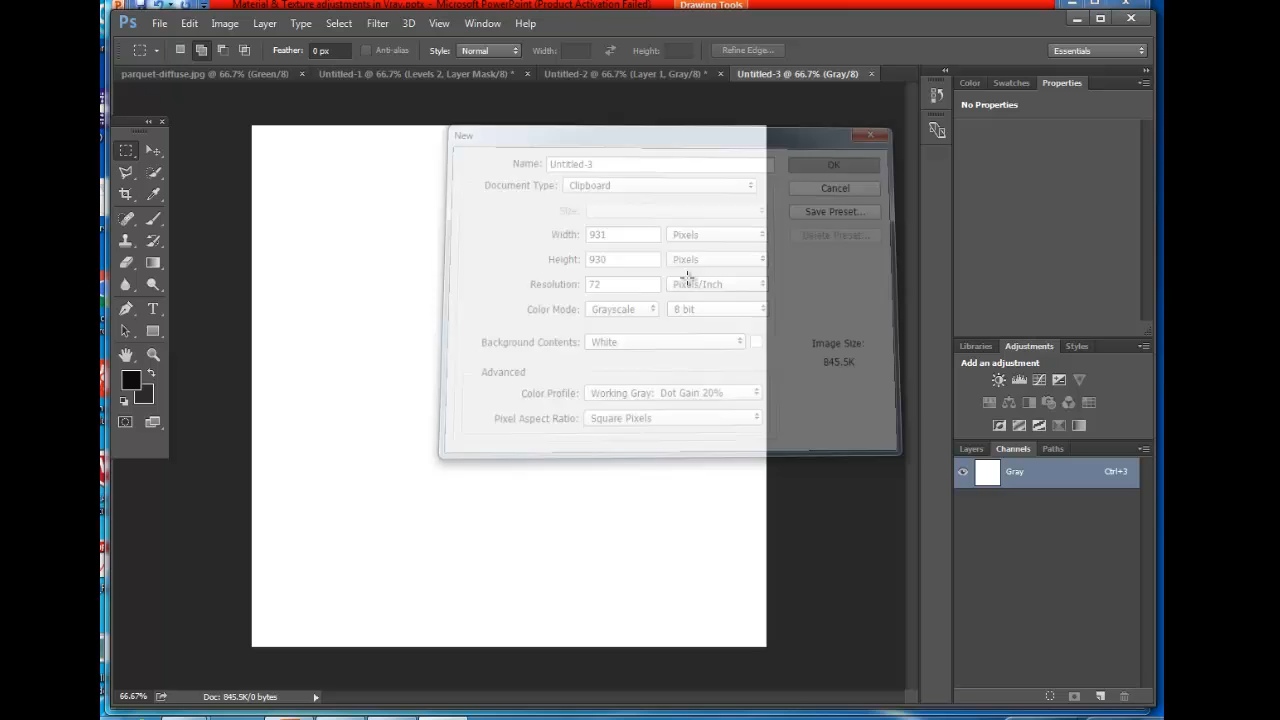 Material & Texture adjustments in Vray.pptx - Microsoft PowerPoint (Product Activation Failed)
Drawing Tools
Ps File Edit Image Layer Type Select Filter 3D View Window Help
Feather: 0 px Anti-alias Style: Normal Width: Height: Refine Edge... Essentials
parquet-diffuse.jpg @ 66.7% (Green/8) × Untitled-1 @ 66.7% (Levels 2, Layer Mask/8) * × Untitled-2 @ 66.7% (Layer 1, Gray/8) * × Untitled-3 @ 66.7% (Gray/8) ×
Color Swatches Properties
No Properties
New
Name: Untitled-3 OK
Document Type: Clipboard Cancel
Size: Save Preset...
Width: 931 Pixels Delete Preset...
Height: 930 Pixels
Resolution: 72 Pixels/Inch
Color Mode: Grayscale 8 bit
Background Contents: White
Image Size:
845.5K
Advanced
Color Profile: Working Gray: Dot Gain 20%
Pixel Aspect Ratio: Square Pixels
Libraries Adjustments Styles
Add an adjustment
Layers Channels Paths
Gray Ctrl+3
66.67% Doc: 845.5K/0 bytes